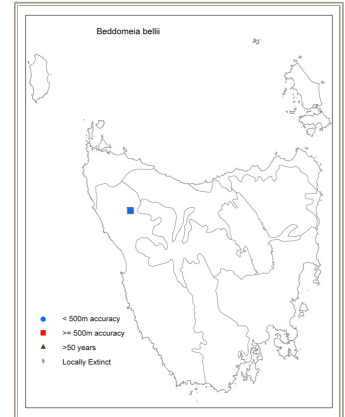 Beddomeia bellii
< 500m accuracy
>= 500m accuracy
>50 years
Locally Extinct